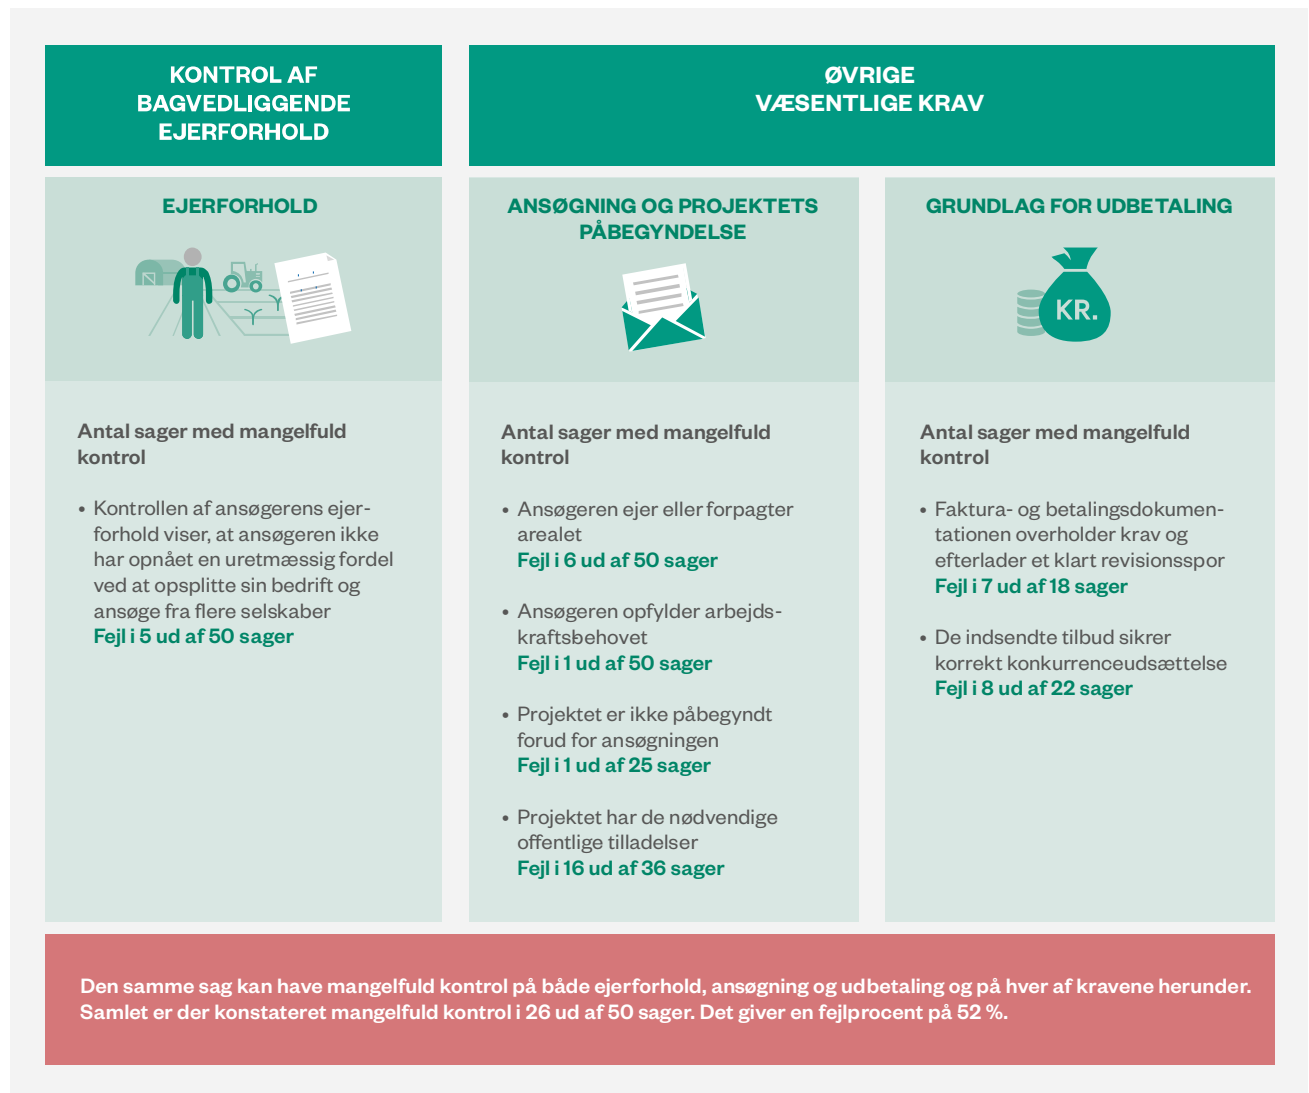 KONTROL AF
BAGVEDLIGGENDE
EJERFORHOLD
ØVRIGE
VÆSENTLIGE KRAV
EJERFORHOLD
Antal sager med mangelfuld
kontrol
• Kontrollen af ansøgerens ejer-
forhold viser, at ansøgeren ikke
har opnået en uretmæssig fordel
ved at opsplitte sin bedrift og
ansøge fra flere selskaber
Fejl i 5 ud af 50 sager
ANSØGNING OG PROJEKTETS
PÅBEGYNDELSE
Antal sager med mangelfuld
kontrol
• Ansøgeren ejer eller forpagter
arealet
Fejl i 6 ud af 50 sager
• Ansøgeren opfylder arbejds-
kraftsbehovet
Fejl i 1 ud af 50 sager
• Projektet er ikke påbegyndt
forud for ansøgningen
Fejl i 1 ud af 25 sager
• Projektet har de nødvendige
offentlige tilladelser
Fejl i 16 ud af 36 sager
GRUNDLAG FOR UDBETALING
KR.
Antal sager med mangelfuld
kontrol
• Faktura- og betalingsdokumen-
tationen overholder krav og
efterlader et klart revisionsspor
Fejl i 7 ud af 18 sager
• De indsendte tilbud sikrer
korrekt konkurrenceudsættelse
Fejl i 8 ud af 22 sager
Den samme sag kan have mangelfuld kontrol på både ejerforhold, ansøgning og udbetaling og på hver af kravene herunder.
Samlet er der konstateret mangelfuld kontrol i 26 ud af 50 sager. Det giver en fejlprocent på 52 %.